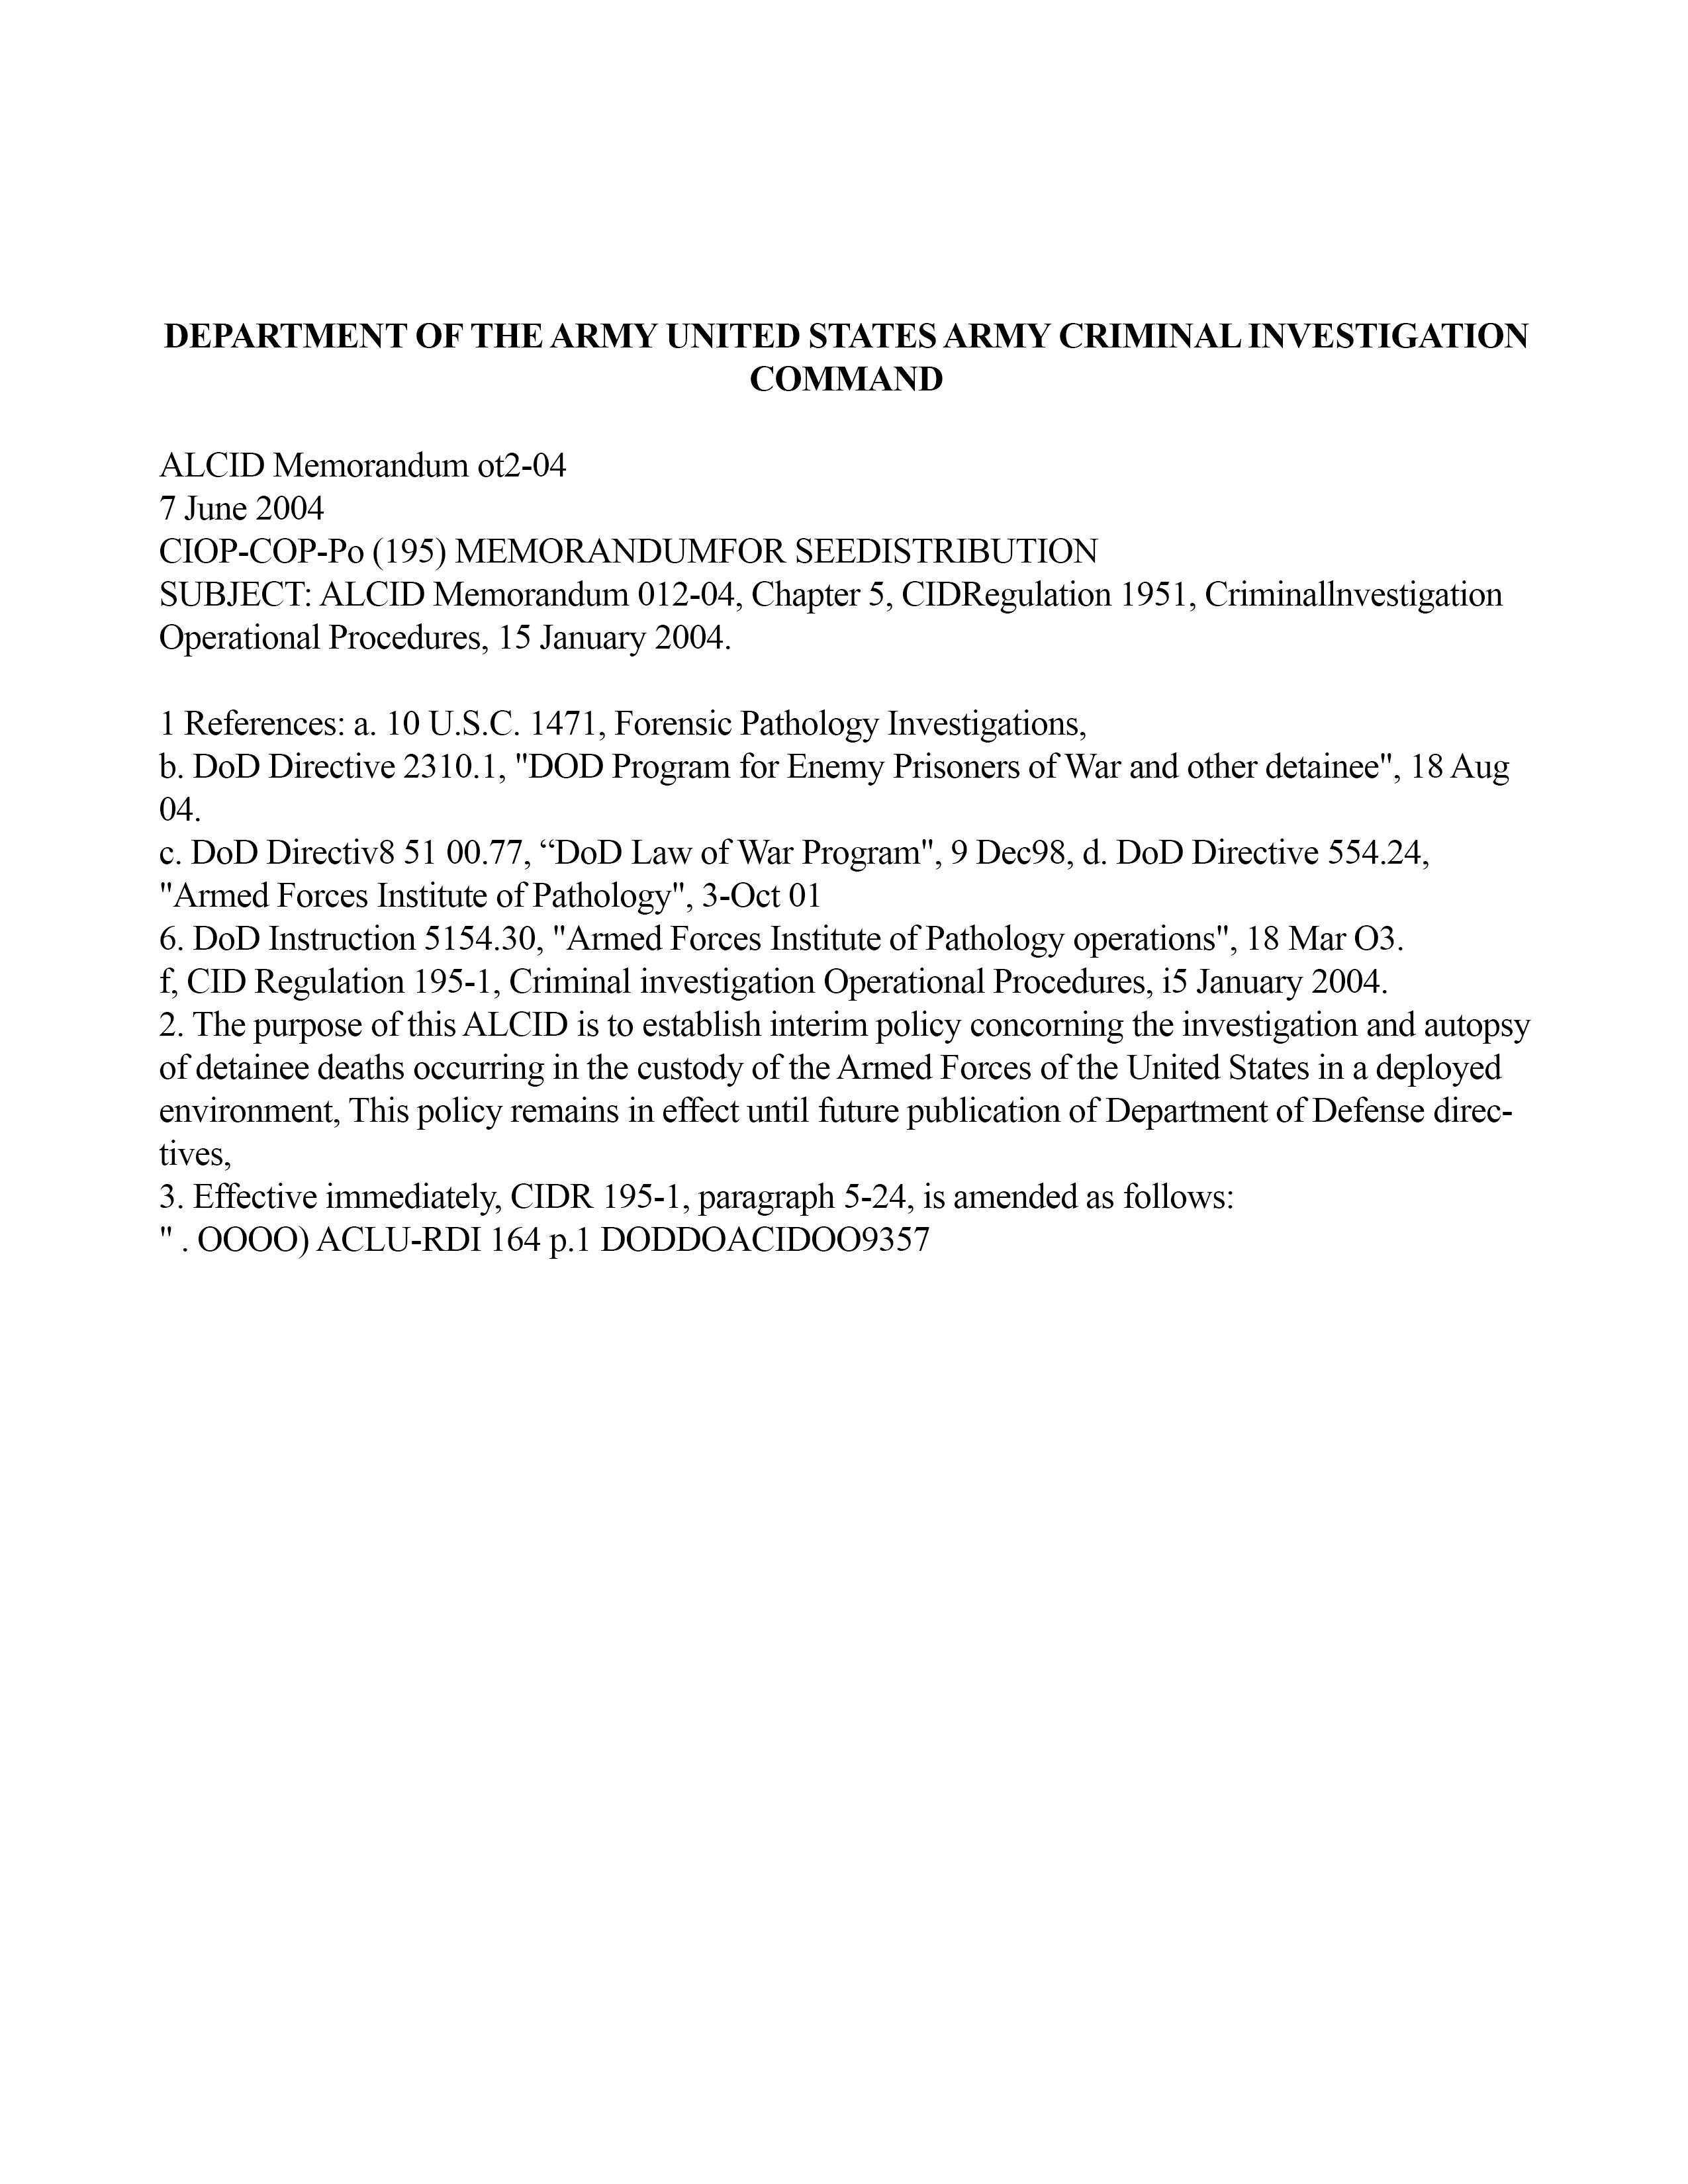 DEPARTMENT OF THE ARMY UNITED STATES ARMY CRIMINAL INVESTIGATION
COMMAND
ALCID Memorandum ot2-04
7 June 2004
CIOP-COP-Po (195) MEMORANDUMFOR SEEDISTRIBUTION
SUBJECT: ALCID Memorandum 012-04, Chapter 5, CIDRegulation 1951, Criminallnvestigation
Operational Procedures, 15 January 2004.
1 References: a. 10 U.S.C. 1471, Forensic Pathology Investigations,
b. DoD Directive 2310.1, "DOD Program for Enemy Prisoners of War and other detainee", 18 Aug
04.
c. DoD Directiv8 51 00.77, “DoD Law of War Program", 9 Dec98, d. DoD Directive 554.24,
"Armed Forces Institute of Pathology", 3-Oct 01
6. DoD Instruction 5154.30, "Armed Forces Institute of Pathology operations", 18 Mar O3.
f, CID Regulation 195-1, Criminal investigation Operational Procedures, i5 January 2004.
2. The purpose of this ALCID is to establish interim policy concorning the investigation and autopsy
of detainee deaths occurring in the custody of the Armed Forces of the United States in a deployed
environment, This policy remains in effect until future publication of Department of Defense direc-
tives,
3. Effective immediately, CIDR 195-1, paragraph 5-24, is amended as follows:
" . OOOO) ACLU-RDI 164 p.1 DODDOACIDOO9357